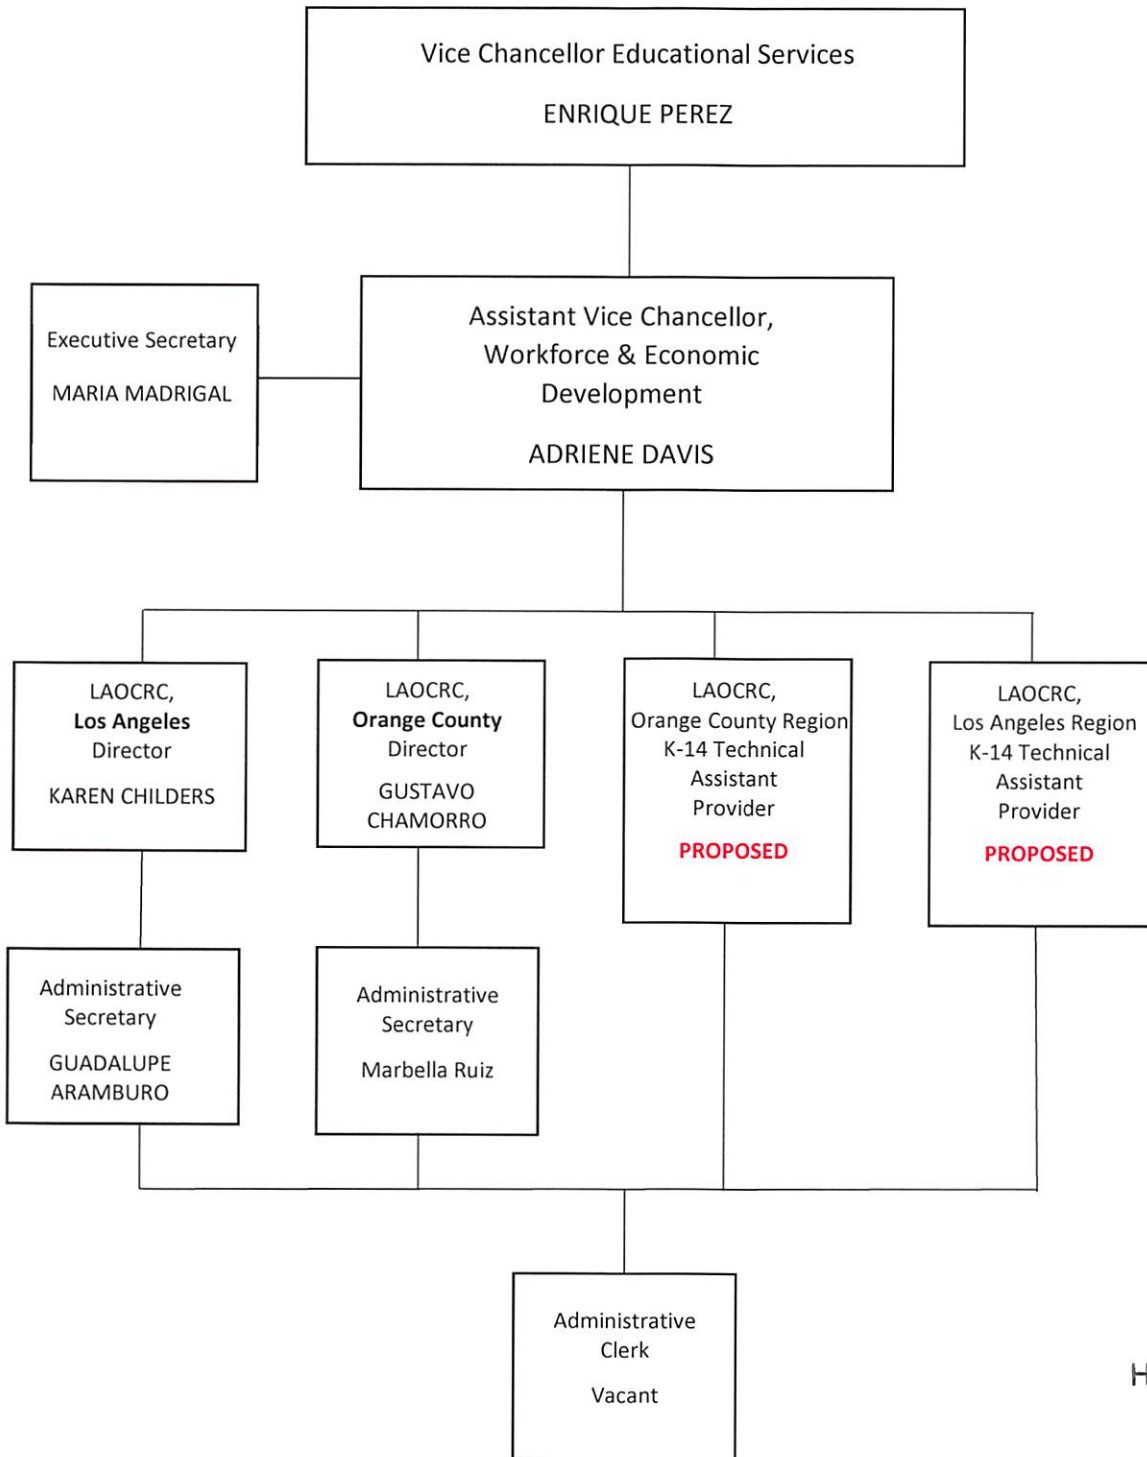 Vice Chancellor Educational Services
ENRIQUE PEREZ
Executive Secretary
MARIA MADRIGAL
Assistant Vice Chancellor,
Workforce & Economic
Development
ADRIENE DAVIS
LAOCRC,
Los Angeles
Director
KAREN CHILDERS
LAOCRC,
Orange County
Director
GUSTAVO
CHAMORRO
LAOCRC,
Orange County Region
K-14 Technical
Assistant
Provider
PROPOSED
LAOCRC,
Los Angeles Region
K-14 Technical
Assistant
Provider
PROPOSED
Administrative
Secretary
GUADALUPE
ARAMBURO
Administrative
Secretary
Marbella Ruiz
Administrative
Clerk
Vacant
H